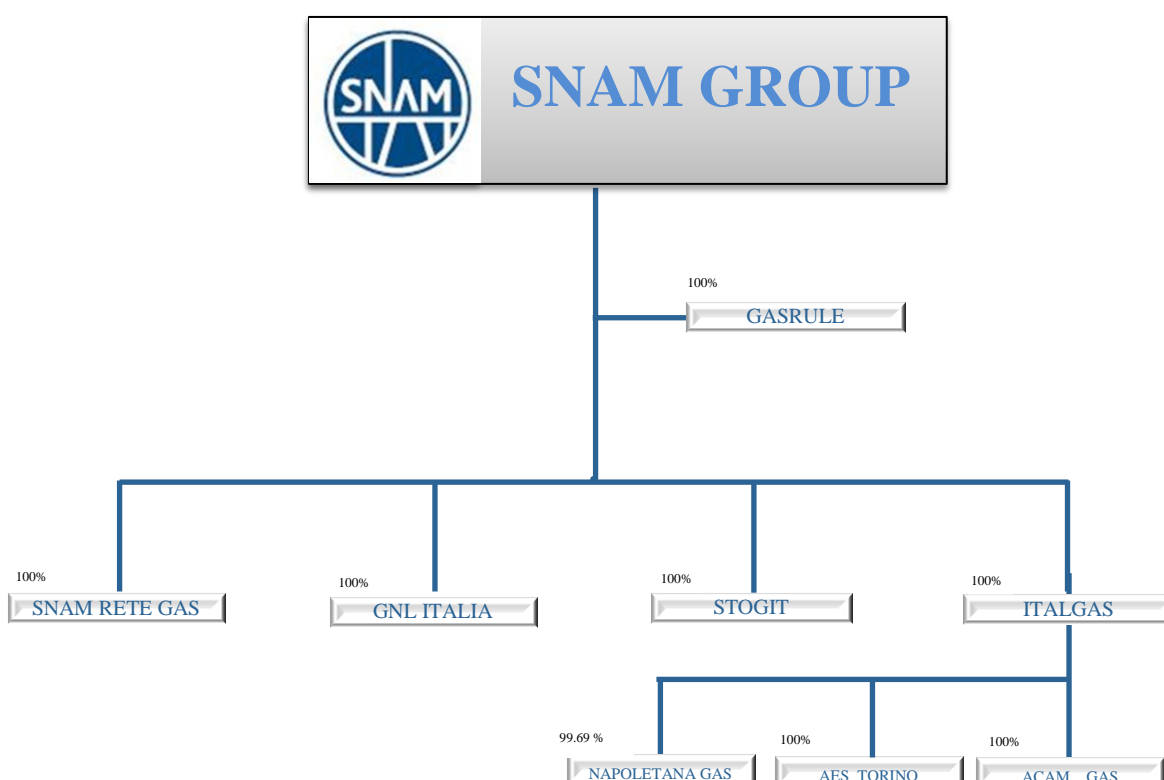 SNAM
SNAM GROUP
100%
GASRULE
100%
SNAM RETE GAS
100%
GNL ITALIA
100%
STOGIT
100%
ITALGAS
99.69 %
NAPOLETANA GAS
100%
AES TORINO
100%
ACAM GAS